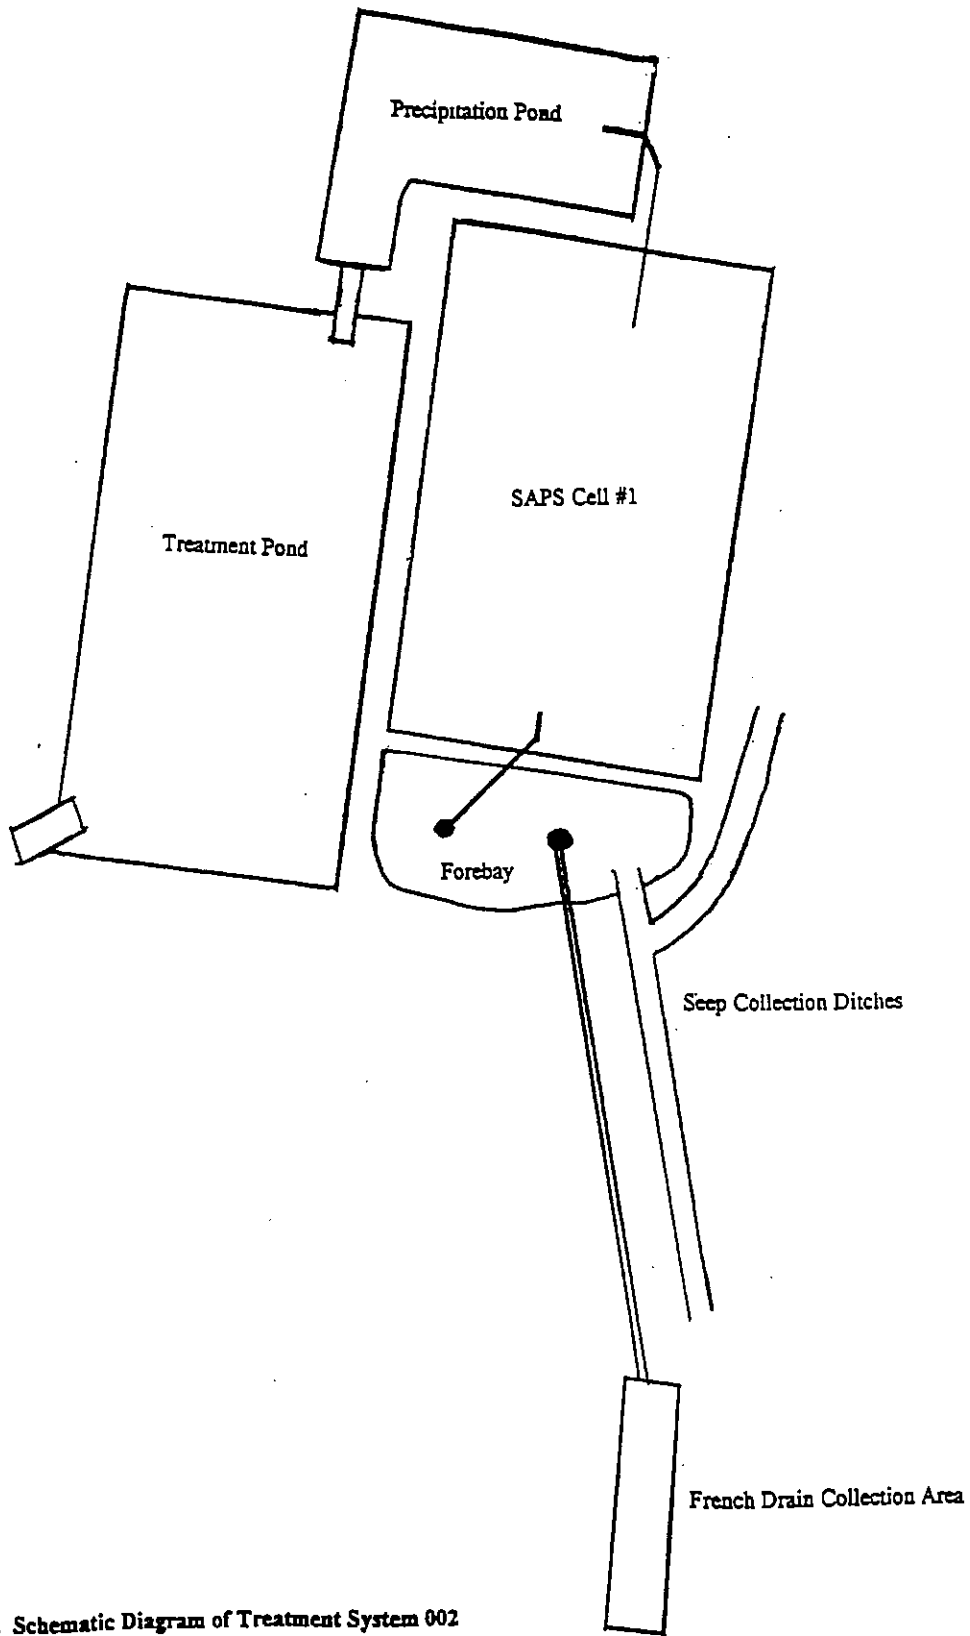 Precipitation Pond
SAPS Cell #1
Treatment Pond
Forebay
Seep Collection Ditches
French Drain Collection Area
. Schematic Diagram of Treatment System 002